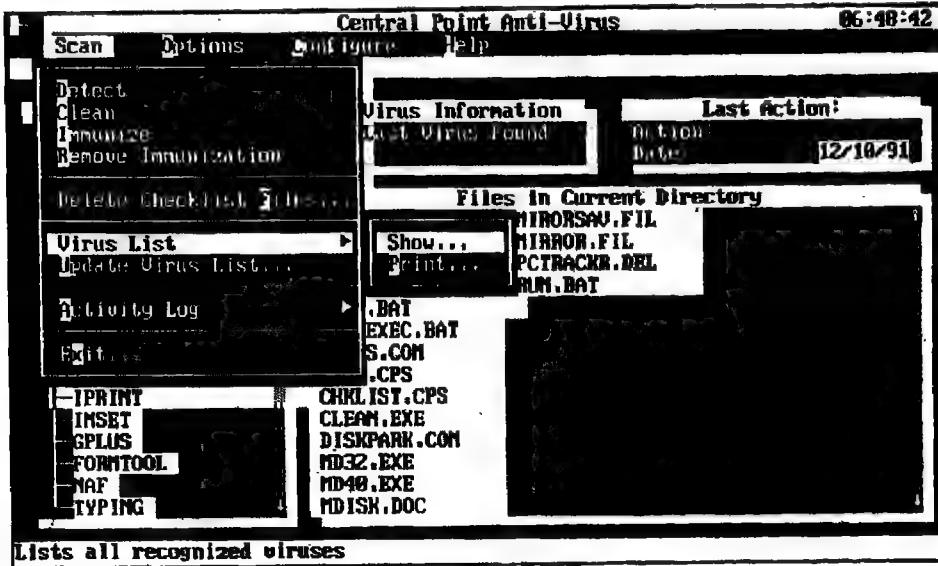 Central Point Anti-Virus 06:48:42
Scan Options Configure Help
Detect
Clean
Immunize
Remove Immunization
Delete Checklist Files...
Virus List
Update Virus List...
Activity Log
Exit...
Show...
Print...
Virus Information
Last Virus Found
Last Action:
Action
Date 12/10/91
Files in Current Directory
MIRORSAV.FIL
MIRROR.FIL
PCTRACKR.DEL
RUM.BAT
.BAT
EXEC.BAT
S.COM
.CPS
CHKLIST.CPS
CLEAN.EXE
DISKPARK.COM
MD32.EXE
MD40.EXE
MDISK.DOC
IPRINT
INSET
GPLUS
FORMTOOL
NAF
TYPING
Lists all recognized viruses